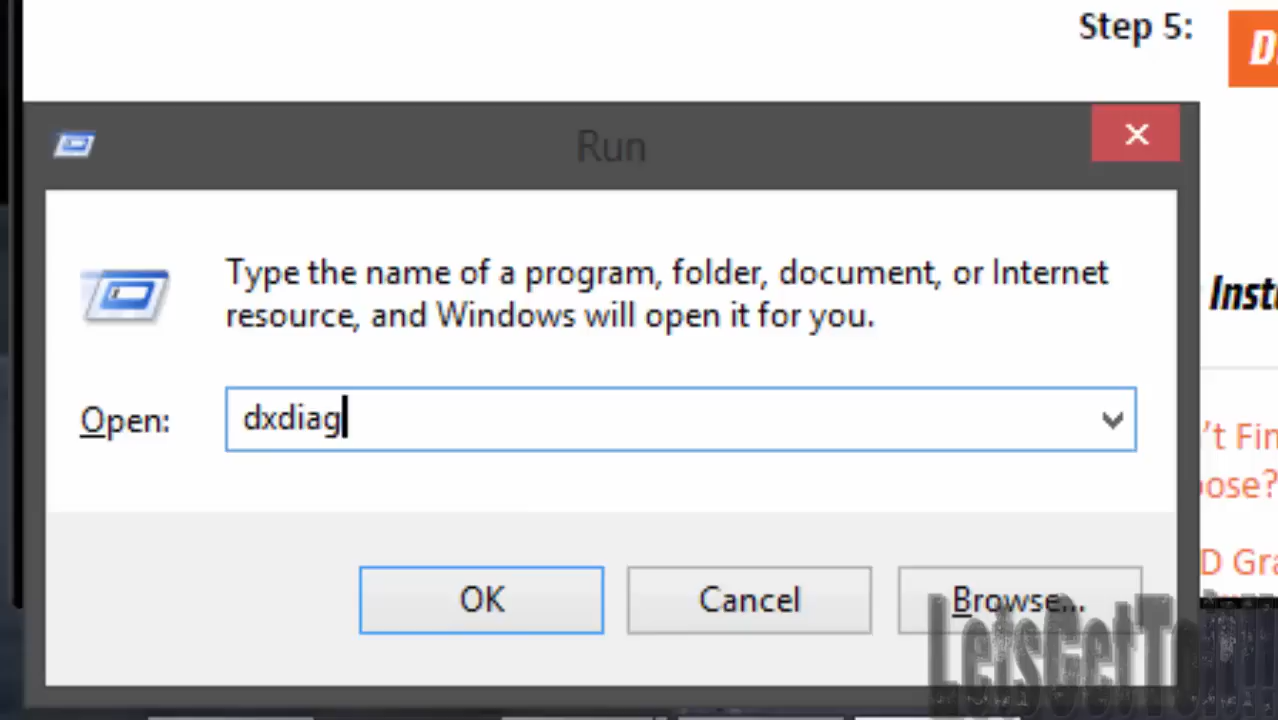 Step 5:
Run
Type the name of a program, folder, document, or Internet
resource, and Windows will open it for you.
Open:
dxdiag
OK
Cancel
Browse...